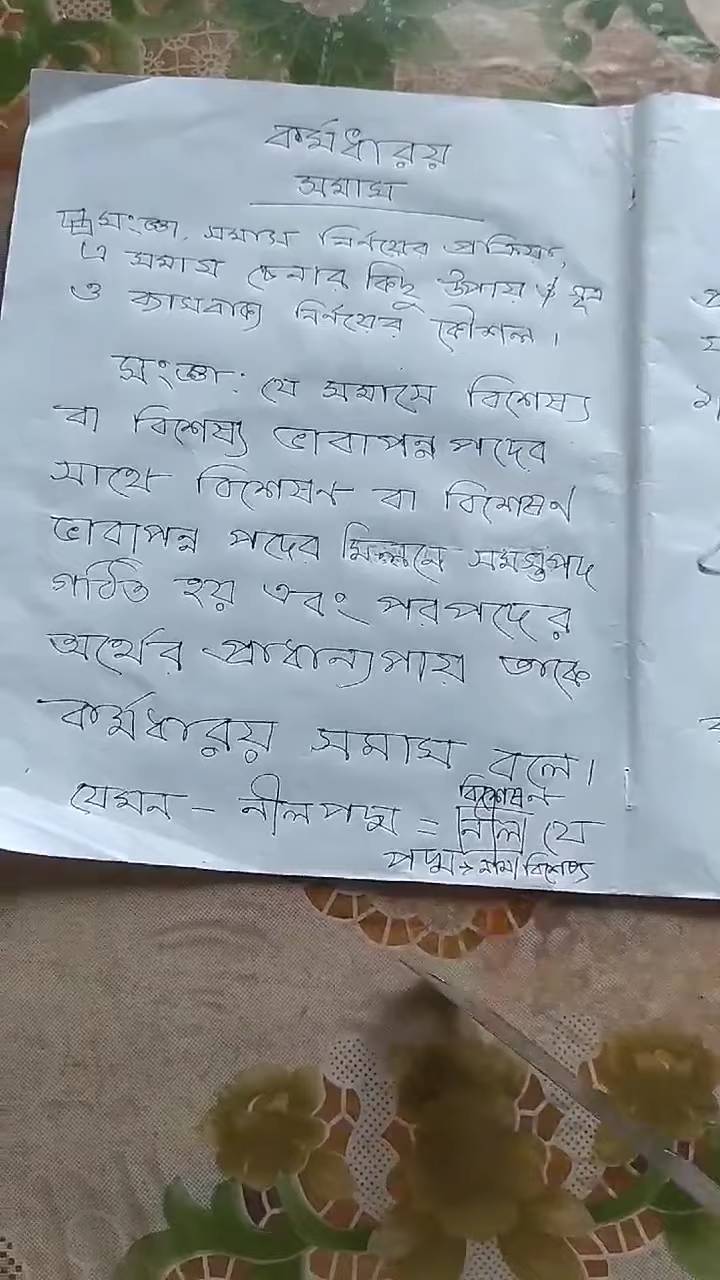 কর্মধারয়
সমাস
সংজ্ঞা, সমাস নির্ণয়ের প্রক্রিয়া,
এ সমাস চেনার কিছু উপায় সূত্র
ও ব্যাসবাক্য নির্ণয়ের কৌশল।
সংজ্ঞা: যে সমাসে বিশেষ্য
বা বিশেষ্য ভাবাপন্ন পদের
সাথে বিশেষণ বা বিশেষণ
ভাবাপন্ন পদের মিলনে সমস্তপদ
গঠিত হয় এবং পরপদের
অর্থের প্রাধান্য পায় তাকে
কর্মধারয় সমাস বলে।
বিশেষণ
যেমন - নীলপদ্ম = নীল যে
পদ্ম > নাম বিশেষ্য